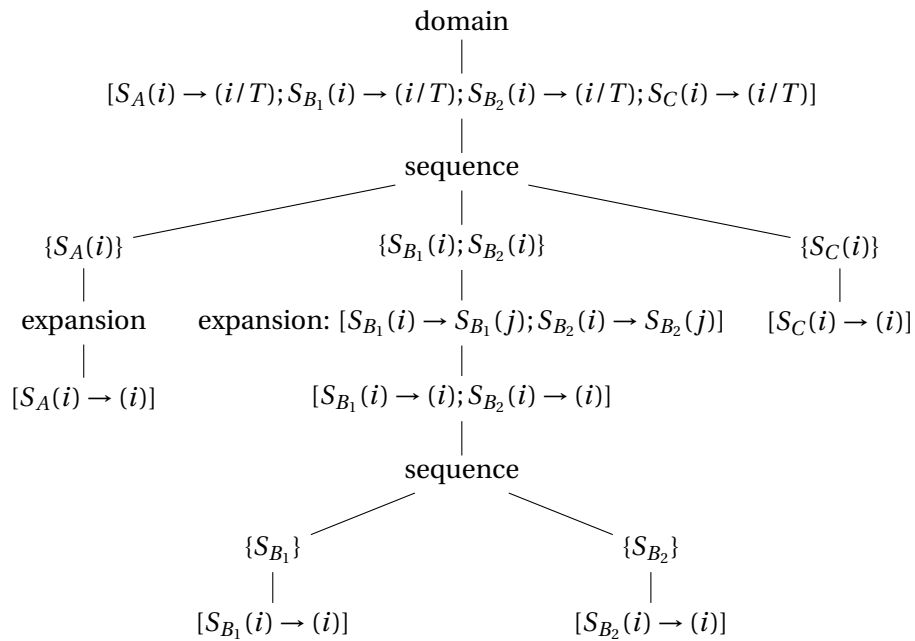 domain
[S_A(i) → (i/T); S_{B_1}(i) → (i/T); S_{B_2}(i) → (i/T); S_C(i) → (i/T)]
sequence
{S_A(i)} {S_{B_1}(i); S_{B_2}(i)} {S_C(i)}
expansion expansion: [S_{B_1}(i) → S_{B_1}(j); S_{B_2}(i) → S_{B_2}(j)] [S_C(i) → (i)]
[S_A(i) → (i)] [S_{B_1}(i) → (i); S_{B_2}(i) → (i)]
sequence
{S_{B_1}} {S_{B_2}}
[S_{B_1}(i) → (i)] [S_{B_2}(i) → (i)]